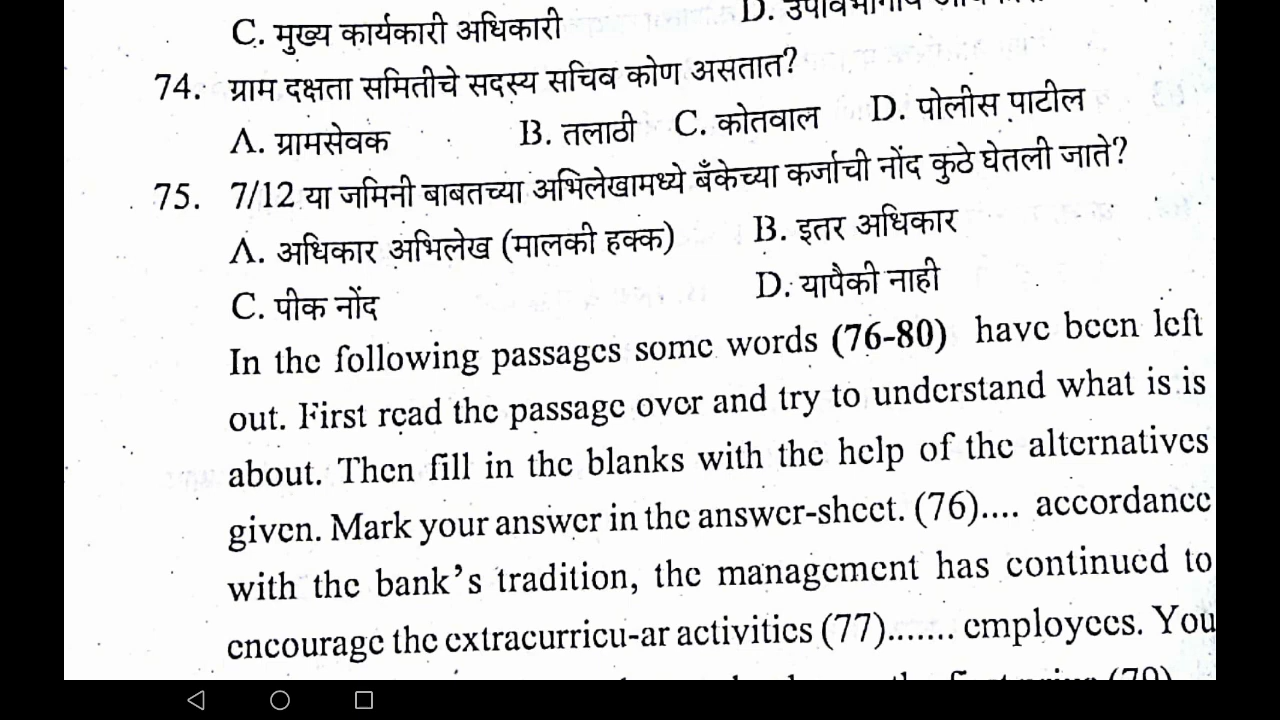 C. मुख्य कार्यकारी अधिकारी D. उपविभागीय
74. ग्राम दक्षता समितीचे सदस्य सचिव कोण असतात?
A. ग्रामसेवक B. तलाठी C. कोतवाल D. पोलीस पाटील
75. 7/12 या जमिनी बाबतच्या अभिलेखामध्ये बँकेच्या कर्जाची नोंद कुठे घेतली जाते?
A. अधिकार अभिलेख (मालकी हक्क) B. इतर अधिकार
C. पीक नोंद D. यापैकी नाही
In the following passages some words (76-80) have been left
out. First read the passage over and try to understand what is is
about. Then fill in the blanks with the help of the alternatives
given. Mark your answer in the answer-sheet. (76).... accordance
with the bank's tradition, the management has continued to
encourage the extracurricu-ar activities (77)....... employees. You